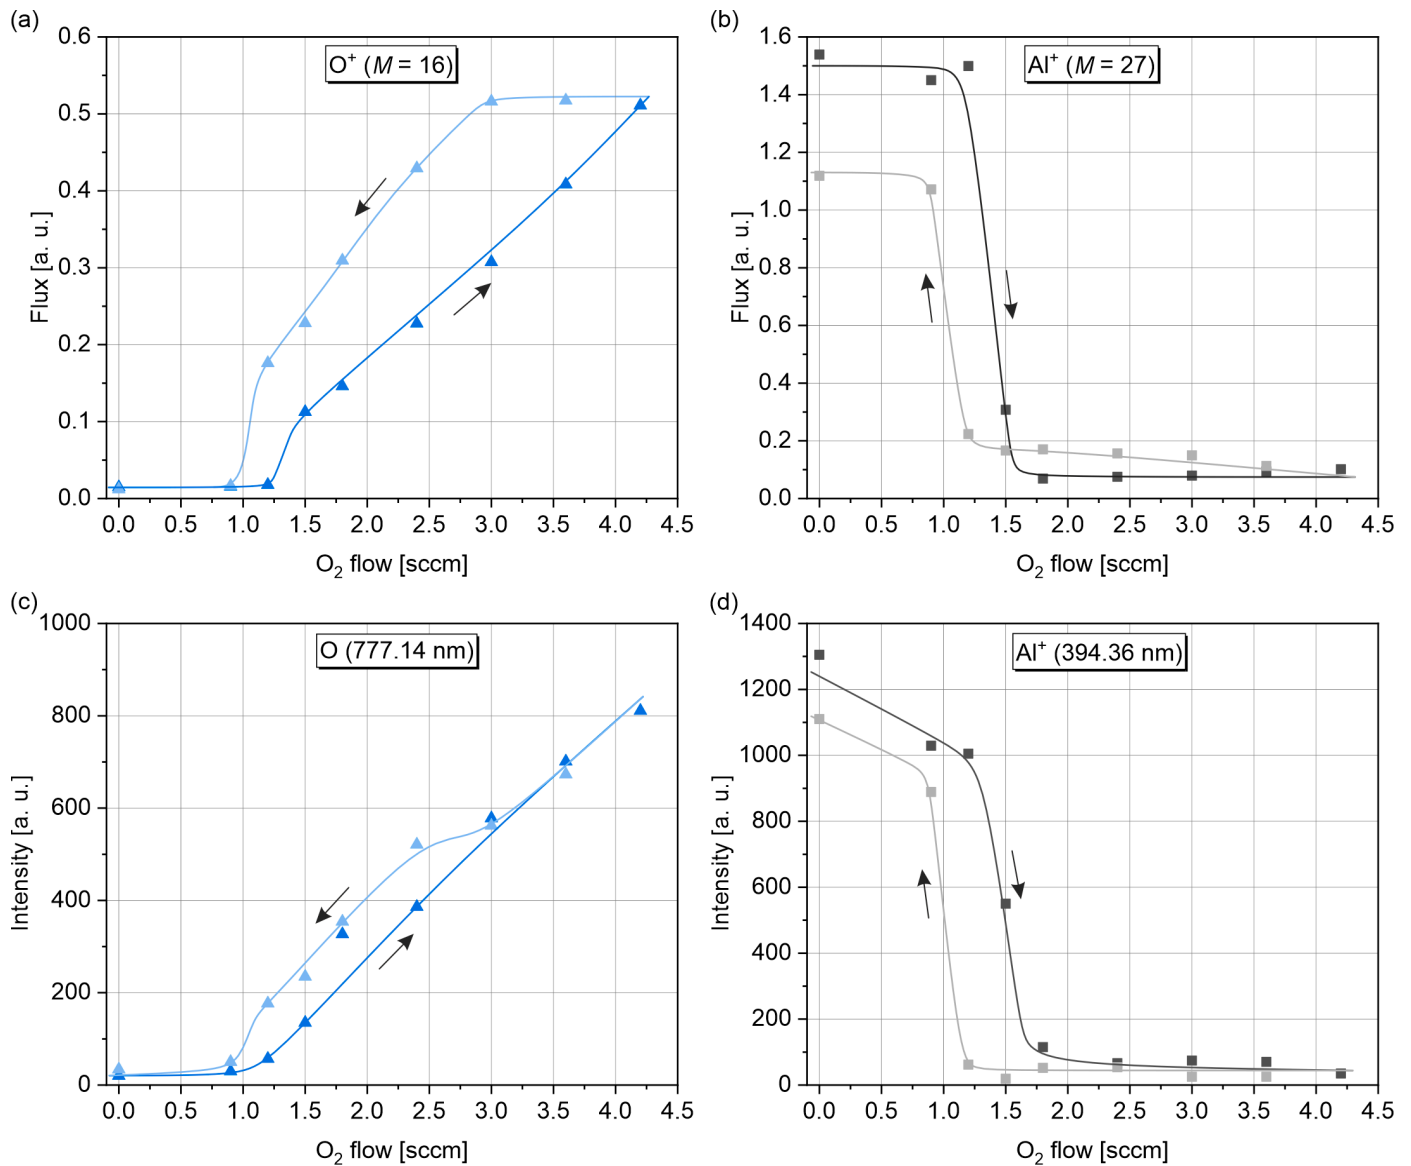 (a)
O⁺ (M = 16)
0.6
0.5
0.4
0.3
0.2
0.1
0.0
Flux [a. u.]
0.0 0.5 1.0 1.5 2.0 2.5 3.0 3.5 4.0 4.5
O₂ flow [sccm]
(b)
Al⁺ (M = 27)
1.6
1.4
1.2
1.0
0.8
0.6
0.4
0.2
0.0
Flux [a. u.]
0.0 0.5 1.0 1.5 2.0 2.5 3.0 3.5 4.0 4.5
O₂ flow [sccm]
(c)
O (777.14 nm)
1000
800
600
400
200
0
Intensity [a. u.]
0.0 0.5 1.0 1.5 2.0 2.5 3.0 3.5 4.0 4.5
O₂ flow [sccm]
(d)
Al⁺ (394.36 nm)
1400
1200
1000
800
600
400
200
0
Intensity [a. u.]
0.0 0.5 1.0 1.5 2.0 2.5 3.0 3.5 4.0 4.5
O₂ flow [sccm]